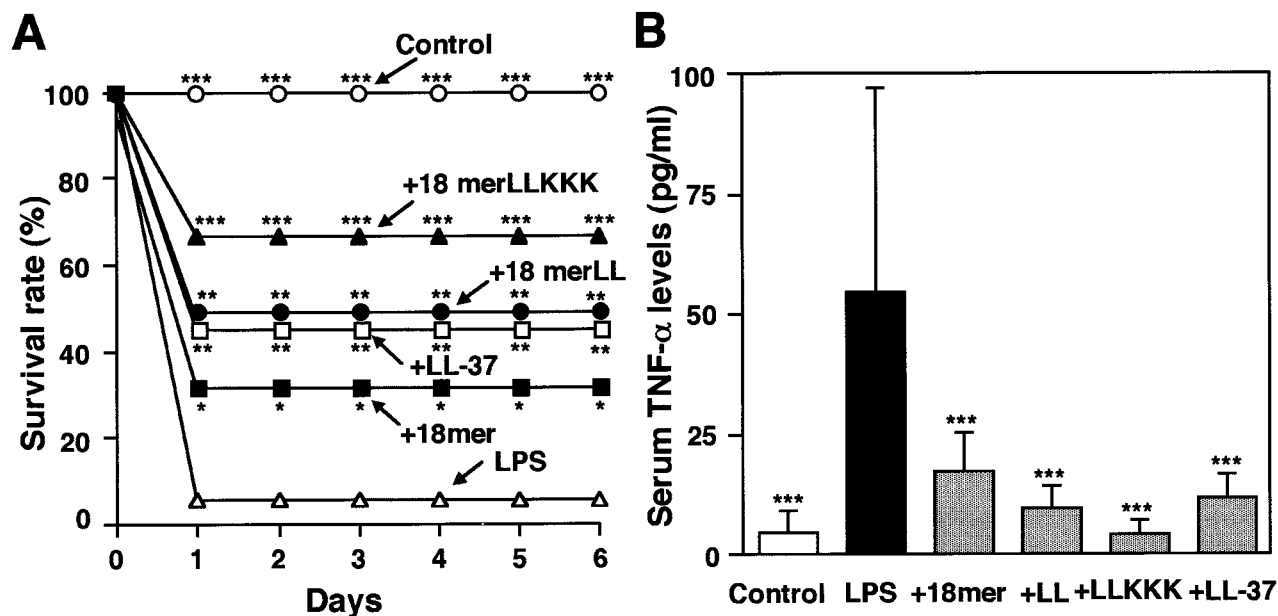 A
Control
*** *** *** *** *** ***
100
+18 merLLKKK
80
*** *** *** *** *** ***
60
+18 merLL
** ** ** ** ** **
** ** ** ** ** **
40
+LL-37
* * * * * *
+18mer
20
LPS
0
0 1 2 3 4 5 6
Days
Survival rate (%)
B
100
75
50
25
0
Serum TNF-α levels (pg/ml)
***
***
***
***
***
Control LPS +18mer +LL +LLKKK +LL-37